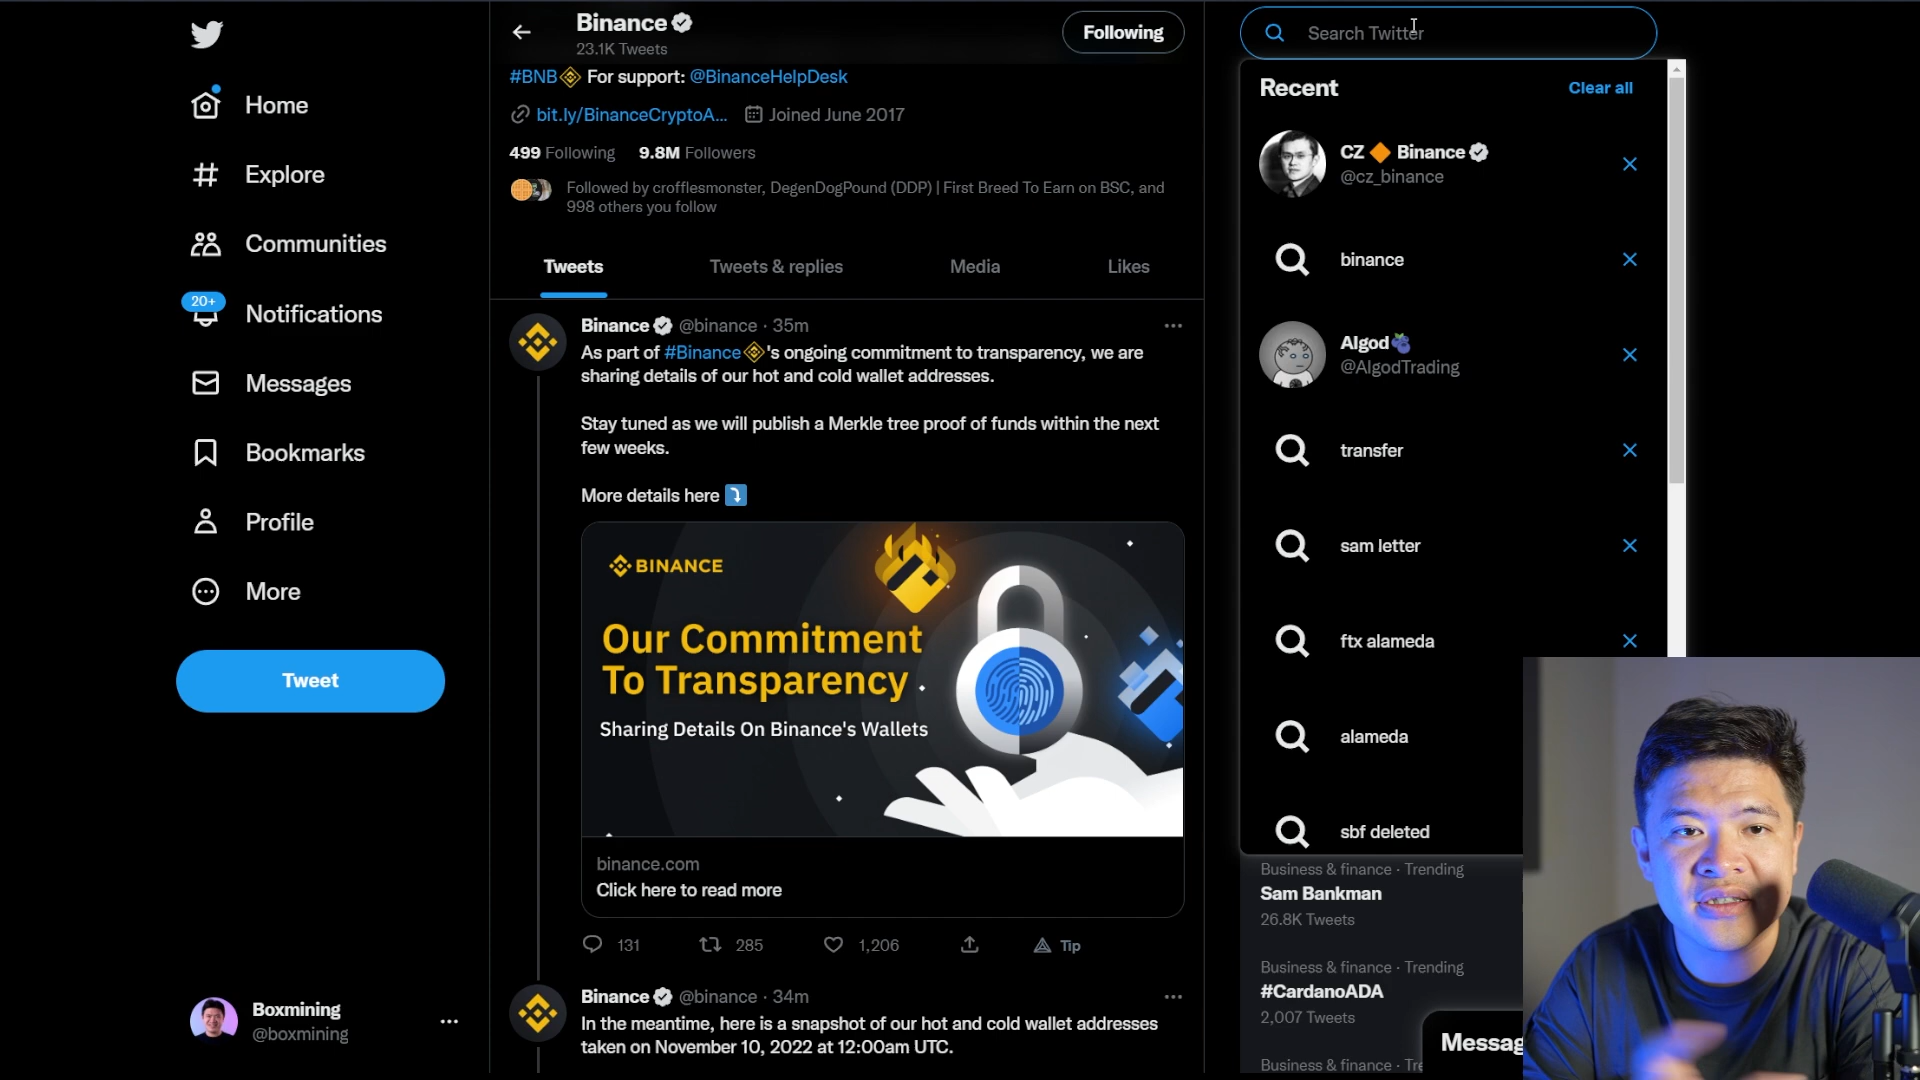 Home
Explore
Communities
20+
Notifications
Messages
Bookmarks
Profile
More
Tweet
Boxmining
@boxmining
Binance
23.1K Tweets
Following
#BNB For support: @BinanceHelpDesk
bit.ly/BinanceCryptoA... Joined June 2017
499 Following 9.8M Followers
Followed by crofflesmonster, DegenDogPound (DDP) | First Breed To Earn on BSC, and
998 others you follow
Tweets Tweets & replies Media Likes
Binance @binance · 35m
As part of #Binance's ongoing commitment to transparency, we are
sharing details of our hot and cold wallet addresses.
Stay tuned as we will publish a Merkle tree proof of funds within the next
few weeks.
More details here ⤵️
BINANCE
Our Commitment
To Transparency
Sharing Details On Binance's Wallets
binance.com
Click here to read more
131 285 1,206 Tip
Binance @binance · 34m
In the meantime, here is a snapshot of our hot and cold wallet addresses
taken on November 10, 2022 at 12:00am UTC.
Search Twitter
Recent Clear all
CZ 🔶 Binance
@cz_binance
binance
Algod🫐
@AlgodTrading
transfer
sam letter
ftx alameda
alameda
sbf deleted
Business & finance · Trending
Sam Bankman
26.8K Tweets
Business & finance · Trending
#CardanoADA
2,007 Tweets
Business & finance · Tre
Messag